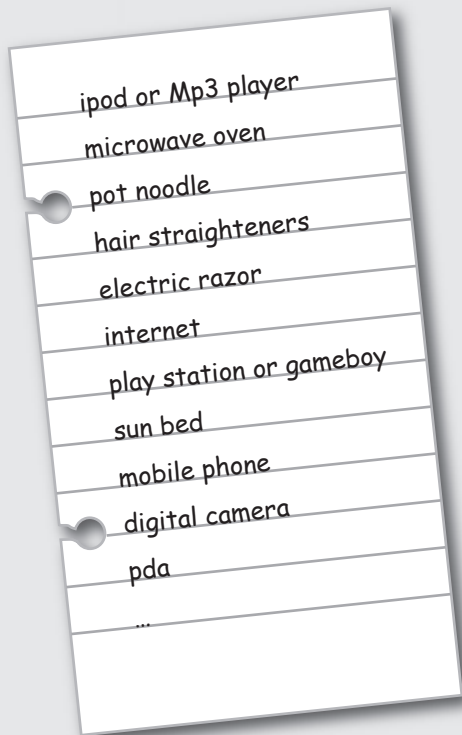 ipod or Mp3 player
microwave oven
pot noodle
hair straighteners
electric razor
internet
play station or gameboy
sun bed
mobile phone
digital camera
pda
...